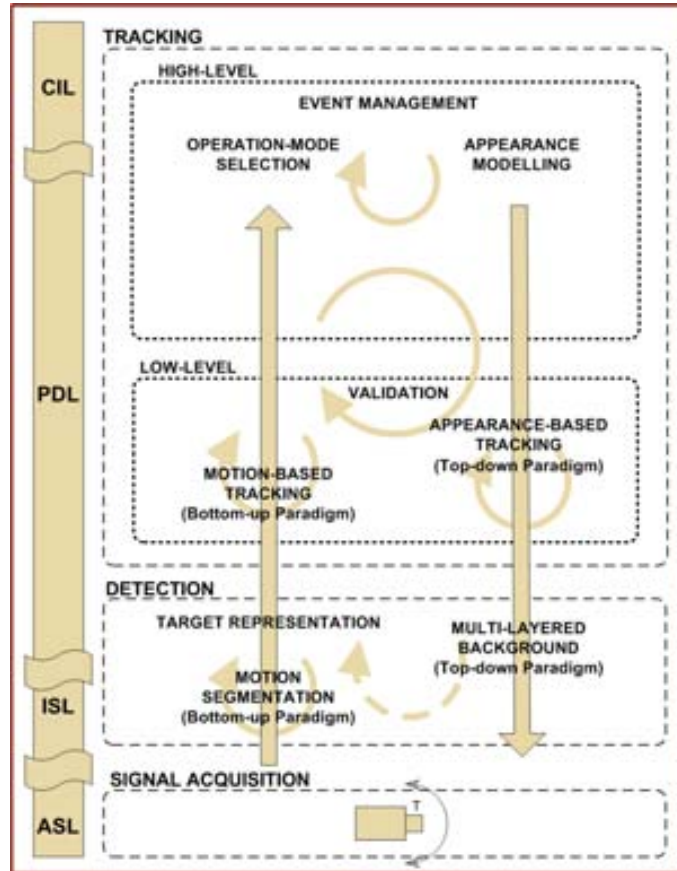 TRACKING
CIL
HIGH-LEVEL
EVENT MANAGEMENT
OPERATION-MODE
SELECTION
APPEARANCE
MODELLING
LOW-LEVEL
PDL
VALIDATION
APPEARANCE-BASED
TRACKING
(Top-down Paradigm)
MOTION-BASED
TRACKING
(Bottom-up Paradigm)
DETECTION
TARGET REPRESENTATION
MULTI-LAYERED
BACKGROUND
(Top-down Paradigm)
MOTION
SEGMENTATION
(Bottom-up Paradigm)
ISL
SIGNAL ACQUISITION
T
ASL